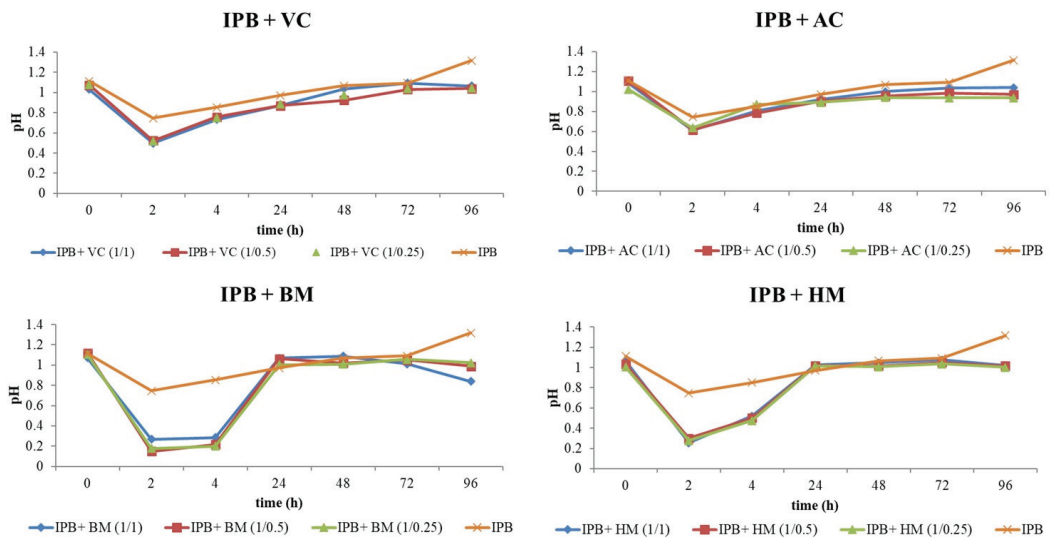 IPB + VC
1.4
1.2
1
0.8
0.6
0.4
0.2
0
pH
0 2 4 24 48 72 96
time (h)
IPB+ VC (1/1) IPB+ VC (1/0.5) IPB+ VC (1/0.25) IPB
IPB + AC
1.4
1.2
1
0.8
0.6
0.4
0.2
0
pH
0 2 4 24 48 72 96
time (h)
IPB+ AC (1/1) IPB+ AC (1/0.5) IPB+ AC (1/0.25) IPB
IPB + BM
1.4
1.2
1
0.8
0.6
0.4
0.2
0
pH
0 2 4 24 48 72 96
time (h)
IPB+ BM (1/1) IPB+ BM (1/0.5) IPB+ BM (1/0.25) IPB
IPB + HM
1.4
1.2
1
0.8
0.6
0.4
0.2
0
pH
0 2 4 24 48 72 96
time (h)
IPB+ HM (1/1) IPB+ HM (1/0.5) IPB+ HM (1/0.25) IPB